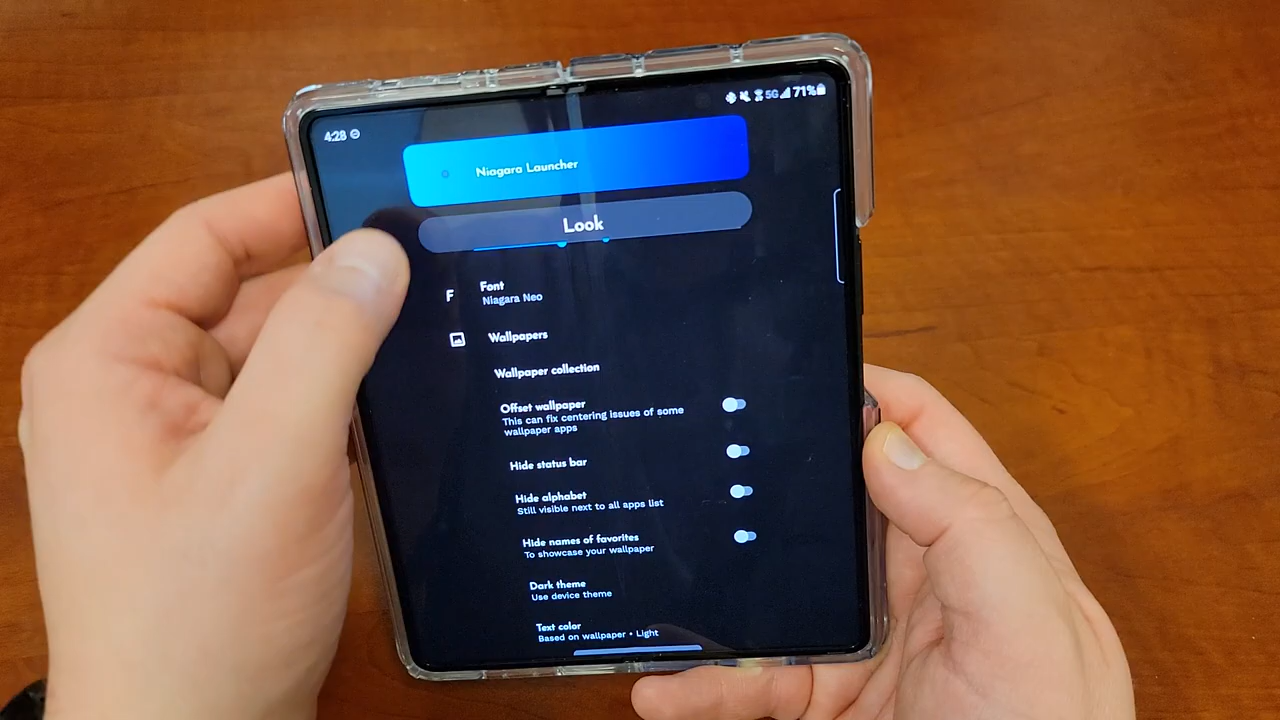 4:28
5G 71%
Niagara Launcher
Look
F
Font
Niagara Neo
Wallpapers
Wallpaper collection
Offset wallpaper
This can fix centering issues of some
wallpaper apps
Hide status bar
Hide alphabet
Still visible next to all apps list
Hide names of favorites
To showcase your wallpaper
Dark theme
Use device theme
Text color
Based on wallpaper • Light